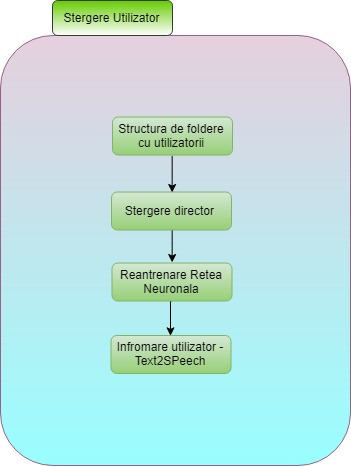 Stergere Utilizator
Structura de foldere
cu utilizatorii
Stergere director
Reantrenare Retea
Neuronala
Infromare utilizator -
Text2SPeech